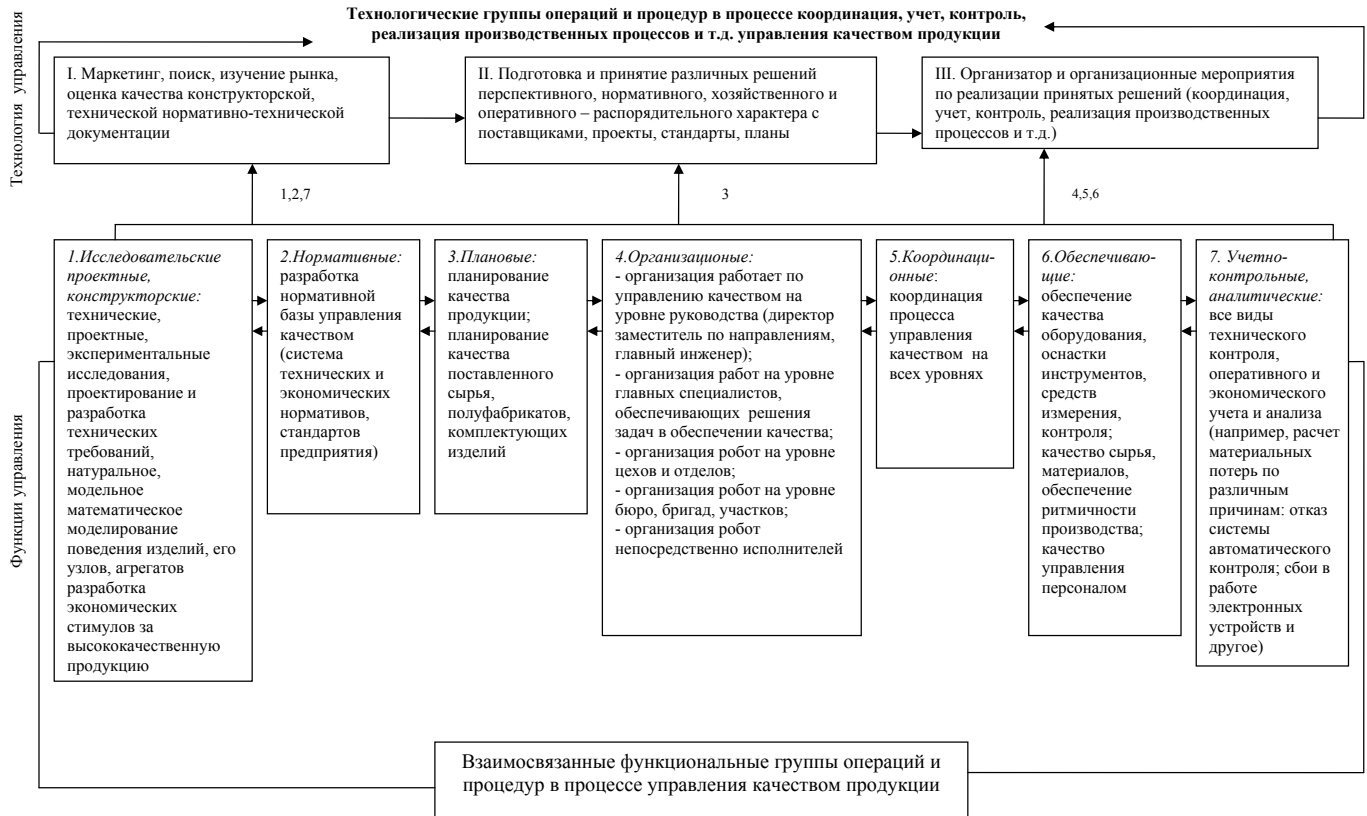 Технологические группы операций и процедур в процессе координация, учет, контроль,
реализация производственных процессов и т.д. управления качеством продукции
Технология управления
I. Маркетинг, поиск, изучение рынка,
оценка качества конструкторской,
технической нормативно-технической
документации
II. Подготовка и принятие различных решений
перспективного, нормативного, хозяйственного и
оперативного – распорядительного характера с
поставщиками, проекты, стандарты, планы
III. Организатор и организационные мероприятия
по реализации принятых решений (координация,
учет, контроль, реализация производственных
процессов и т.д.)
1,2,7
3
4,5,6
Функции управления
1.Исследовательские
проектные,
конструкторские:
технические,
проектные,
экспериментальные
исследования,
проектирование и
разработка
технических
требований,
натуральное,
модельное
математическое
моделирование
поведения изделий, его
узлов, агрегатов
разработка
экономических
стимулов за
высококачественную
продукцию
2.Нормативные:
разработка
нормативной
базы управления
качеством
(система
технических и
экономических
нормативов,
стандартов
предприятия)
3.Плановые:
планирование
качества
продукции;
планирование
качества
поставленного
сырья,
полуфабрикатов,
комплектующих
изделий
4.Организационые:
- организация работает по
управлению качеством на
уровне руководства (директор
заместитель по направлениям,
главный инженер);
- организация работ на уровне
главных специалистов,
обеспечивающих решения
задач в обеспечении качества;
- организация робот на уровне
цехов и отделов;
- организация робот на уровне
бюро, бригад, участков;
- организация робот
непосредственно исполнителей
5.Координаци-
онные:
координация
процесса
управления
качеством на
всех уровнях
6.Обеспечиваю-
щие:
обеспечение
качества
оборудования,
оснастки
инструментов,
средств
измерения,
контроля;
качество сырья,
материалов,
обеспечение
ритмичности
производства;
качество
управления
персоналом
7. Учетно-
контрольные,
аналитические:
все виды
технического
контроля,
оперативного и
экономического
учета и анализа
(например, расчет
материальных
потерь по
различным
причинам: отказ
системы
автоматического
контроля; сбои в
работе
электронных
устройств и
другое)
Взаимосвязанные функциональные группы операций и
процедур в процессе управления качеством продукции